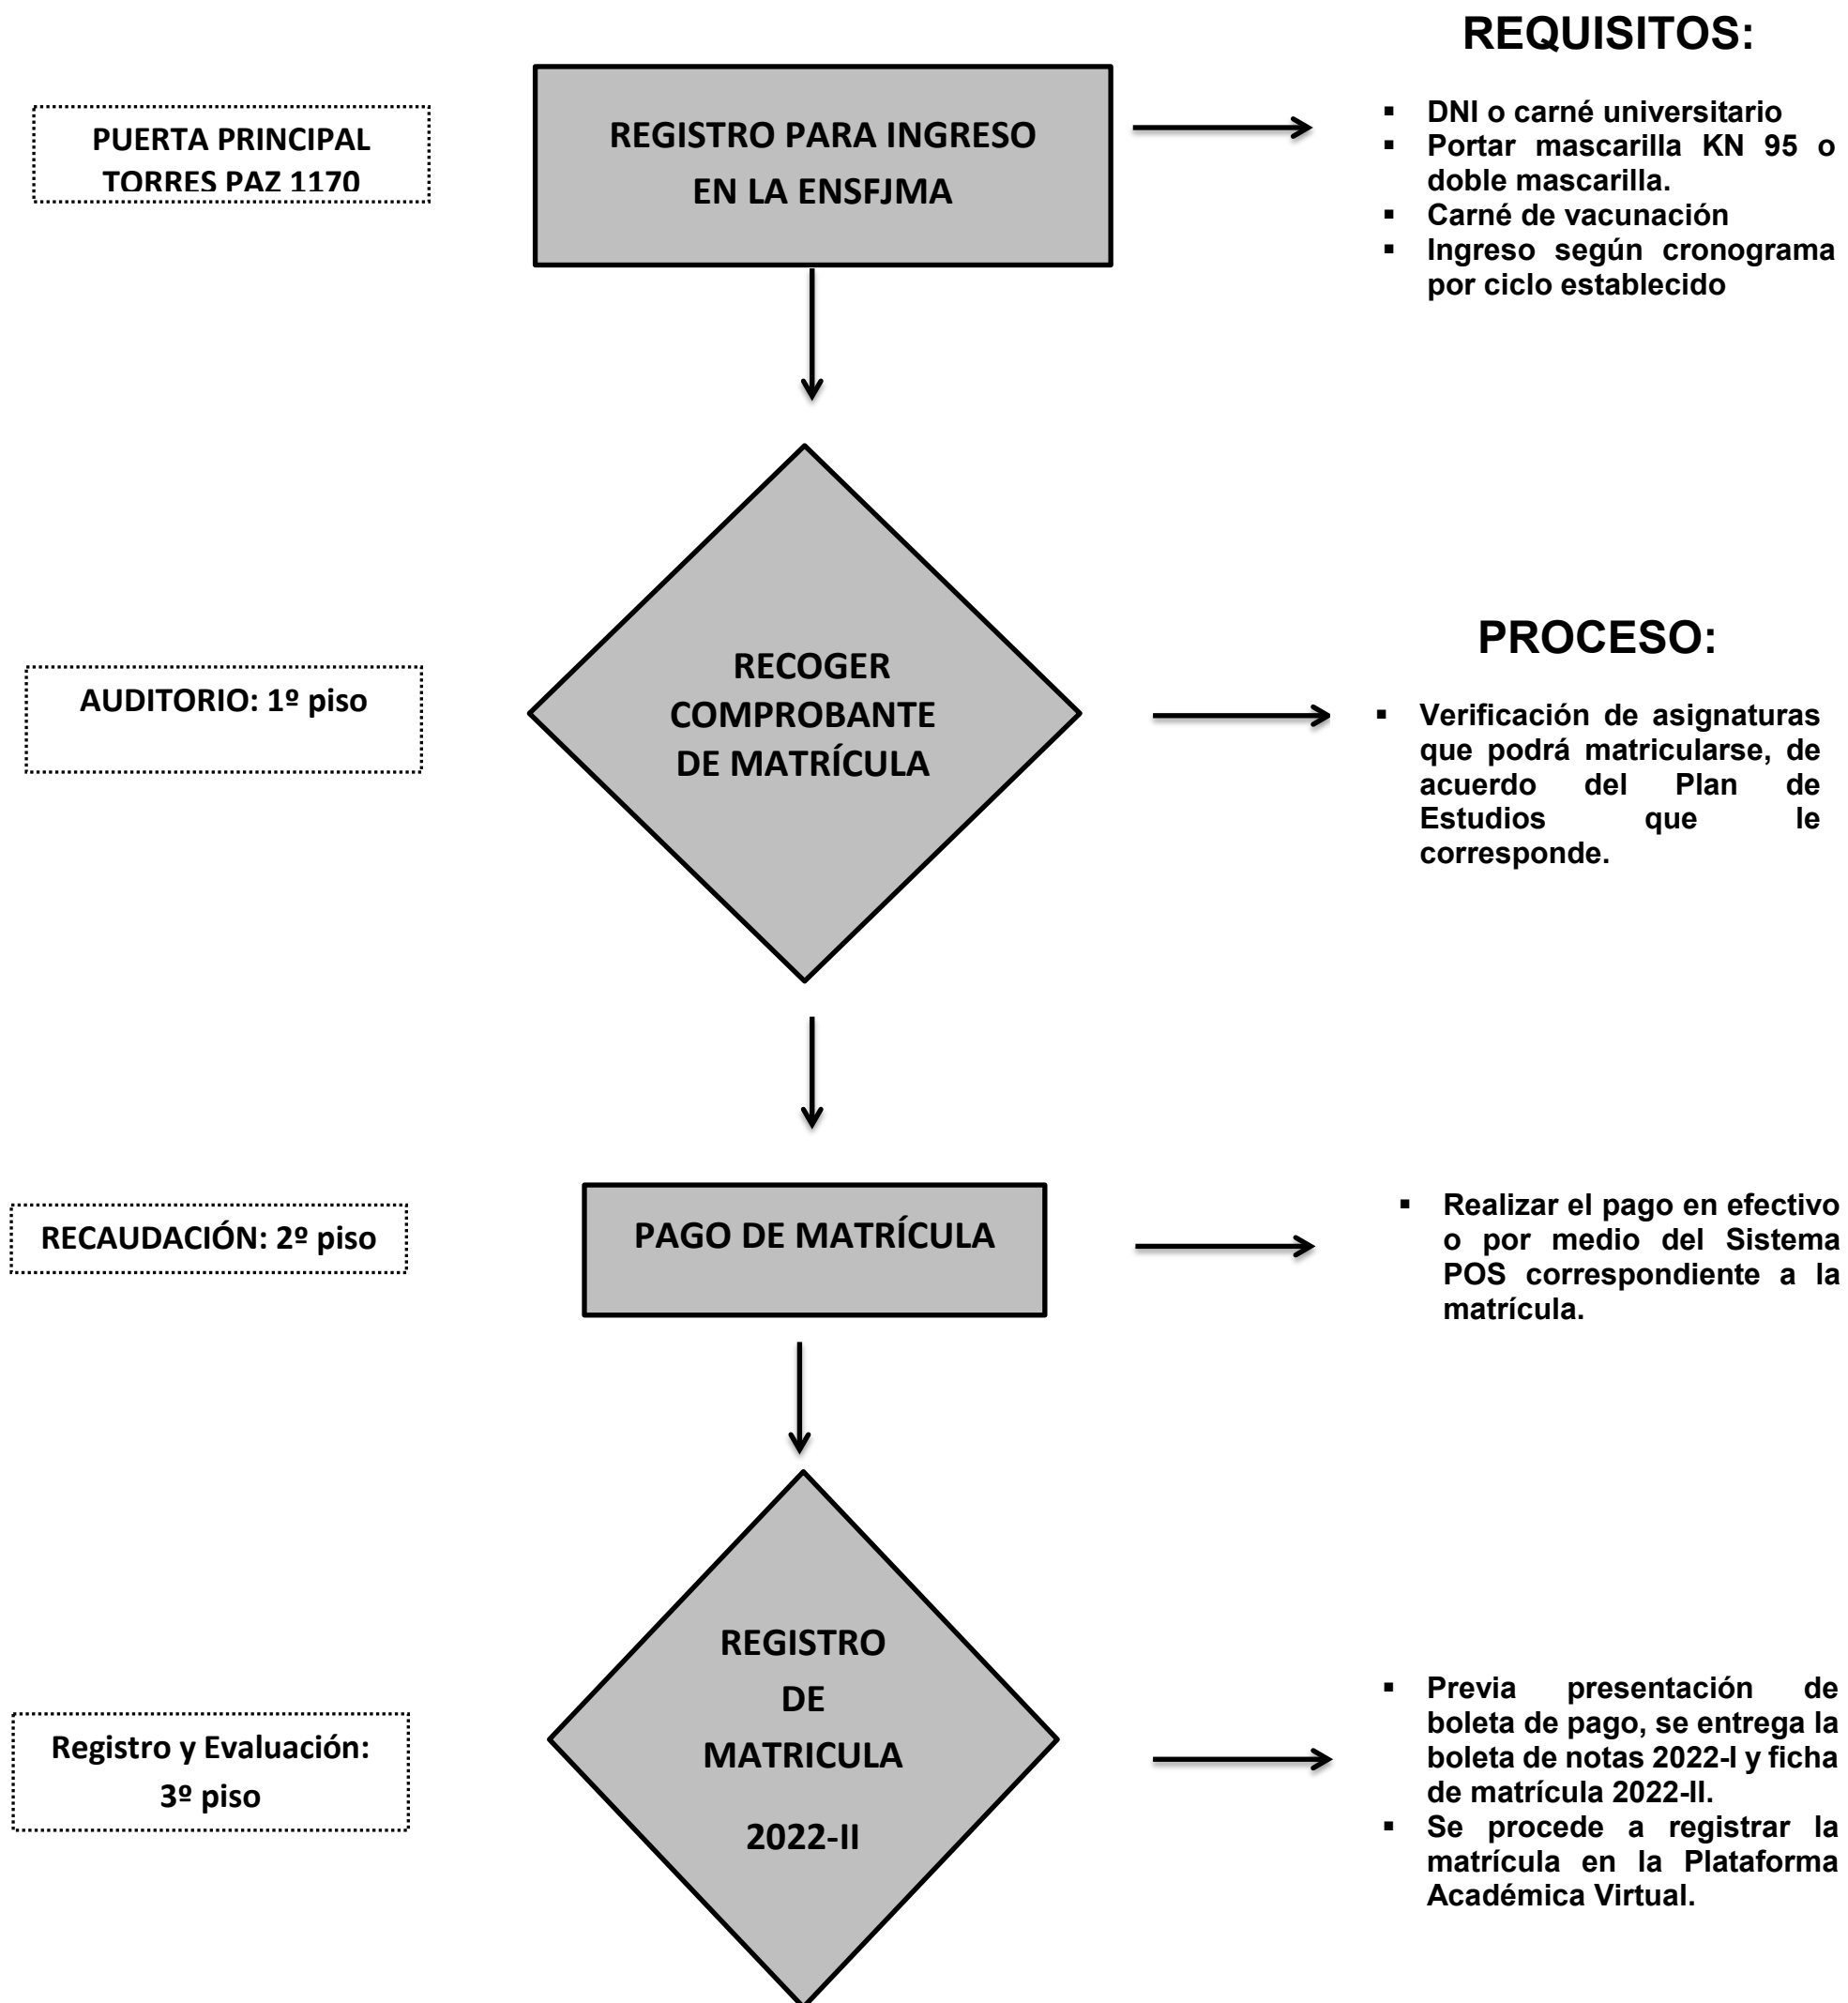 REQUISITOS:
PUERTA PRINCIPAL
TORRES PAZ 1170
REGISTRO PARA INGRESO
EN LA ENSFJMA
▪ DNI o carné universitario
▪ Portar mascarilla KN 95 o
doble mascarilla.
▪ Carné de vacunación
▪ Ingreso según cronograma
por ciclo establecido
AUDITORIO: 1º piso
RECOGER
COMPROBANTE
DE MATRÍCULA
PROCESO:
▪ Verificación de asignaturas
que podrá matricularse, de
acuerdo del Plan de
Estudios que le
corresponde.
RECAUDACIÓN: 2º piso
PAGO DE MATRÍCULA
▪ Realizar el pago en efectivo
o por medio del Sistema
POS correspondiente a la
matrícula.
Registro y Evaluación:
3º piso
REGISTRO
DE
MATRICULA
2022-II
▪ Previa presentación de
boleta de pago, se entrega la
boleta de notas 2022-I y ficha
de matrícula 2022-II.
▪ Se procede a registrar la
matrícula en la Plataforma
Académica Virtual.